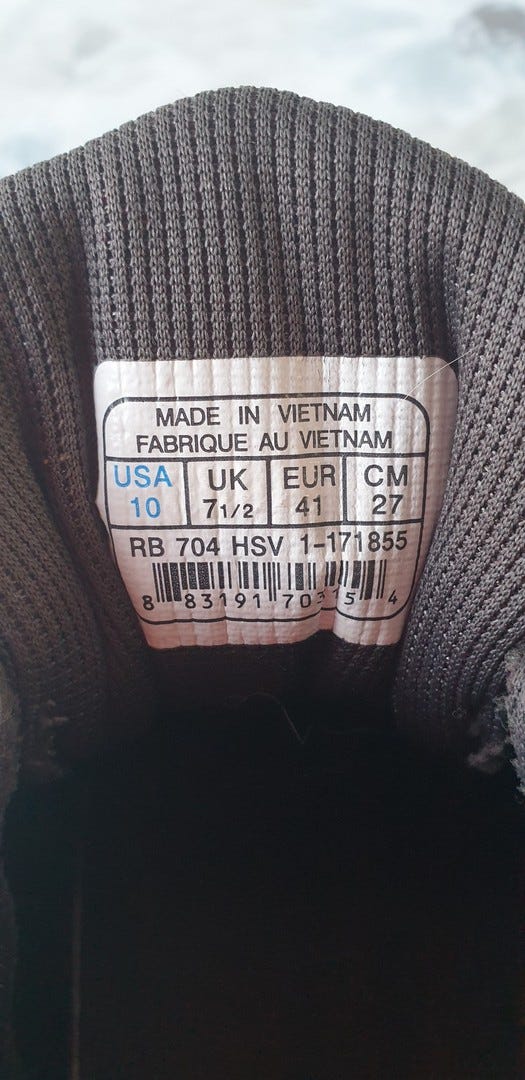 MADE IN VIETNAM
FABRIQUE AU VIETNAM
USA UK EUR CM
10 7 1/2 41 27
RB 704 HSV 1-171855
8 83191 70315 4